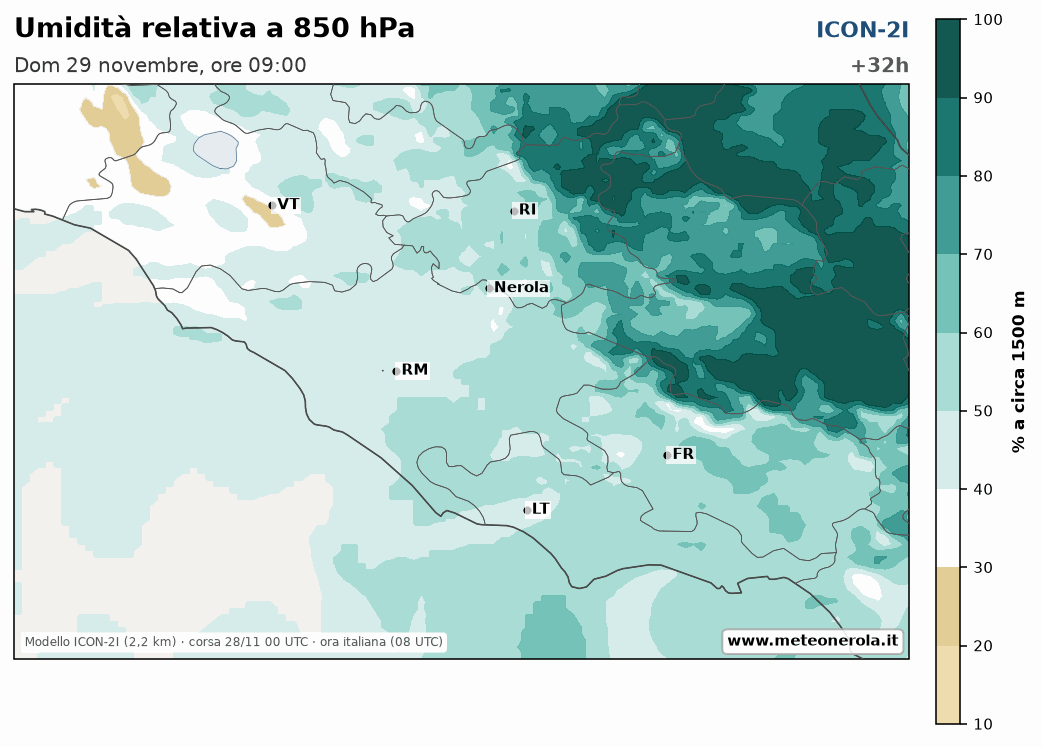 Umidità relativa a 850 hPa
ICON-2I
Dom 29 novembre, ore 09:00
+32h
100
90
80
70
60
50
40
30
20
10
% a circa 1500 m
VT
RI
Nerola
RM
FR
LT
Modello ICON-2I (2,2 km) · corsa 28/11 00 UTC · ora italiana (08 UTC)
www.meteonerola.it